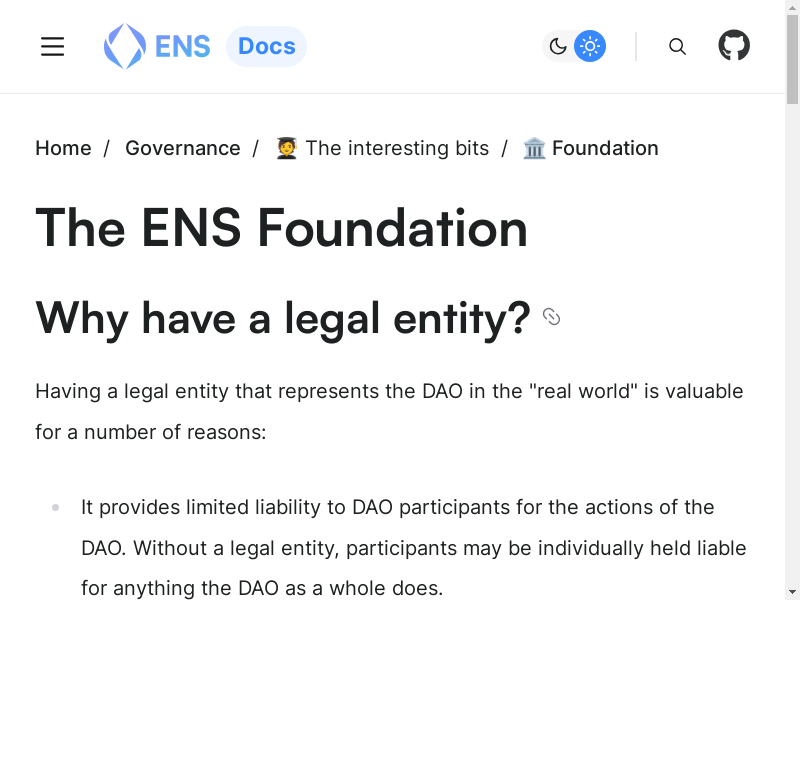 ENS Docs
Home / Governance / 🧑‍🎓 The interesting bits / 🏛️ Foundation
The ENS Foundation
Why have a legal entity?
Having a legal entity that represents the DAO in the "real world" is valuable
for a number of reasons:
It provides limited liability to DAO participants for the actions of the
DAO. Without a legal entity, participants may be individually held liable
for anything the DAO as a whole does.